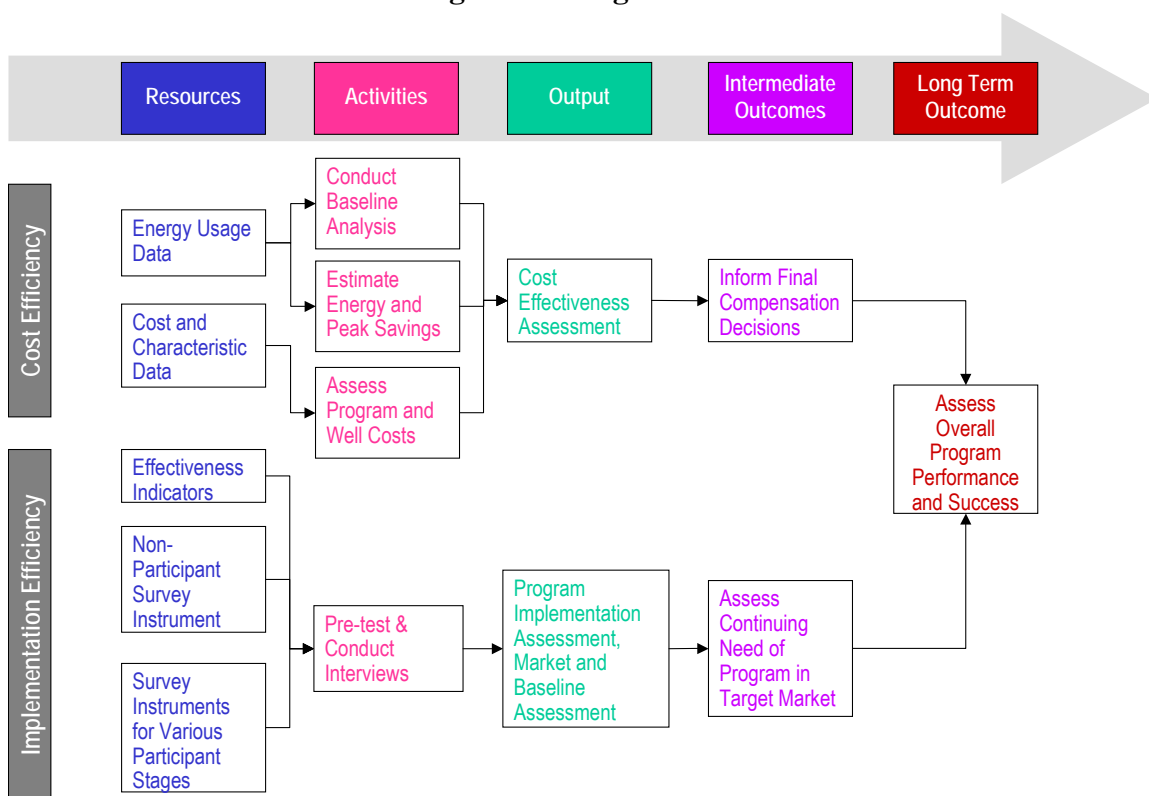 Resources
Activities
Output
Intermediate
Outcomes
Long Term
Outcome
Cost Efficiency
Energy Usage
Data
Cost and
Characteristic
Data
Conduct
Baseline
Analysis
Estimate
Energy and
Peak Savings
Assess
Program and
Well Costs
Cost
Effectiveness
Assessment
Inform Final
Compensation
Decisions
Assess
Overall
Program
Performance
and Success
Implementation Efficiency
Effectiveness
Indicators
Non-
Participant
Survey
Instrument
Survey
Instruments
for Various
Participant
Stages
Pre-test &
Conduct
Interviews
Program
Implementation
Assessment,
Market and
Baseline
Assessment
Assess
Continuing
Need of
Program in
Target Market